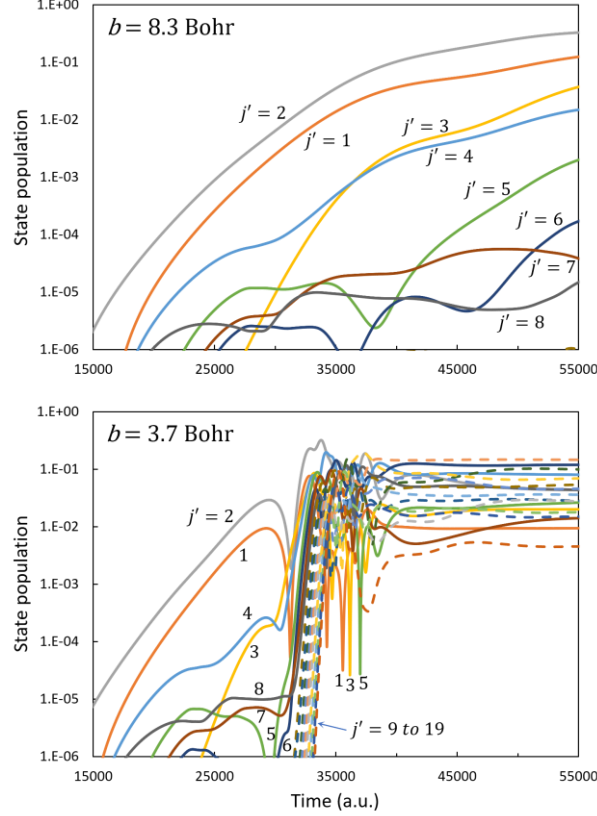 b = 8.3 Bohr
1.E+00
1.E-01
1.E-02
1.E-03
1.E-04
1.E-05
1.E-06
State population
j′ = 2
j′ = 1
j′ = 3
j′ = 4
j′ = 5
j′ = 6
j′ = 7
j′ = 8
15000 25000 35000 45000 55000
b = 3.7 Bohr
1.E+00
1.E-01
1.E-02
1.E-03
1.E-04
1.E-05
1.E-06
State population
j′ = 2
1
4
3
8
7
5
6
1 3 5
j′ = 9 to 19
15000 25000 35000 45000 55000
Time (a.u.)